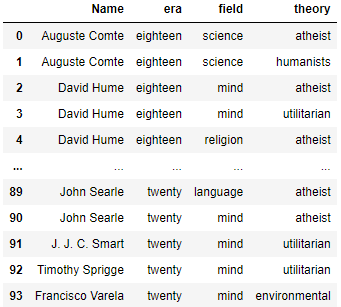 Name era field theory
0 Auguste Comte eighteen science atheist
1 Auguste Comte eighteen science humanists
2 David Hume eighteen mind atheist
3 David Hume eighteen mind utilitarian
4 David Hume eighteen religion atheist
... ... ... ... ...
89 John Searle twenty language atheist
90 John Searle twenty mind atheist
91 J. J. C. Smart twenty mind utilitarian
92 Timothy Sprigge twenty mind utilitarian
93 Francisco Varela twenty mind environmental